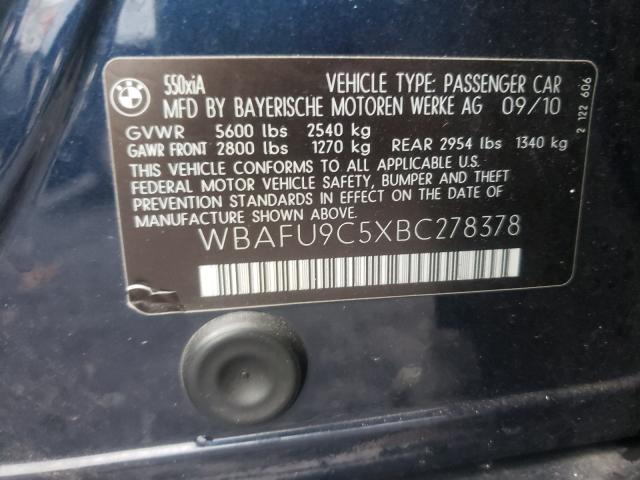 BMW
550xiA VEHICLE TYPE: PASSENGER CAR
MFD BY BAYERISCHE MOTOREN WERKE AG 09/10
GVWR 5600 lbs 2540 kg
GAWR FRONT 2800 lbs 1270 kg REAR 2954 lbs 1340 kg
THIS VEHICLE CONFORMS TO ALL APPLICABLE U.S.
FEDERAL MOTOR VEHICLE SAFETY, BUMPER AND THEFT
PREVENTION STANDARDS IN EFFECT ON THE DATE OF
MANUFACTURE SHOWN ABOVE.
WBAFU9C5XBC278378
2 122 606